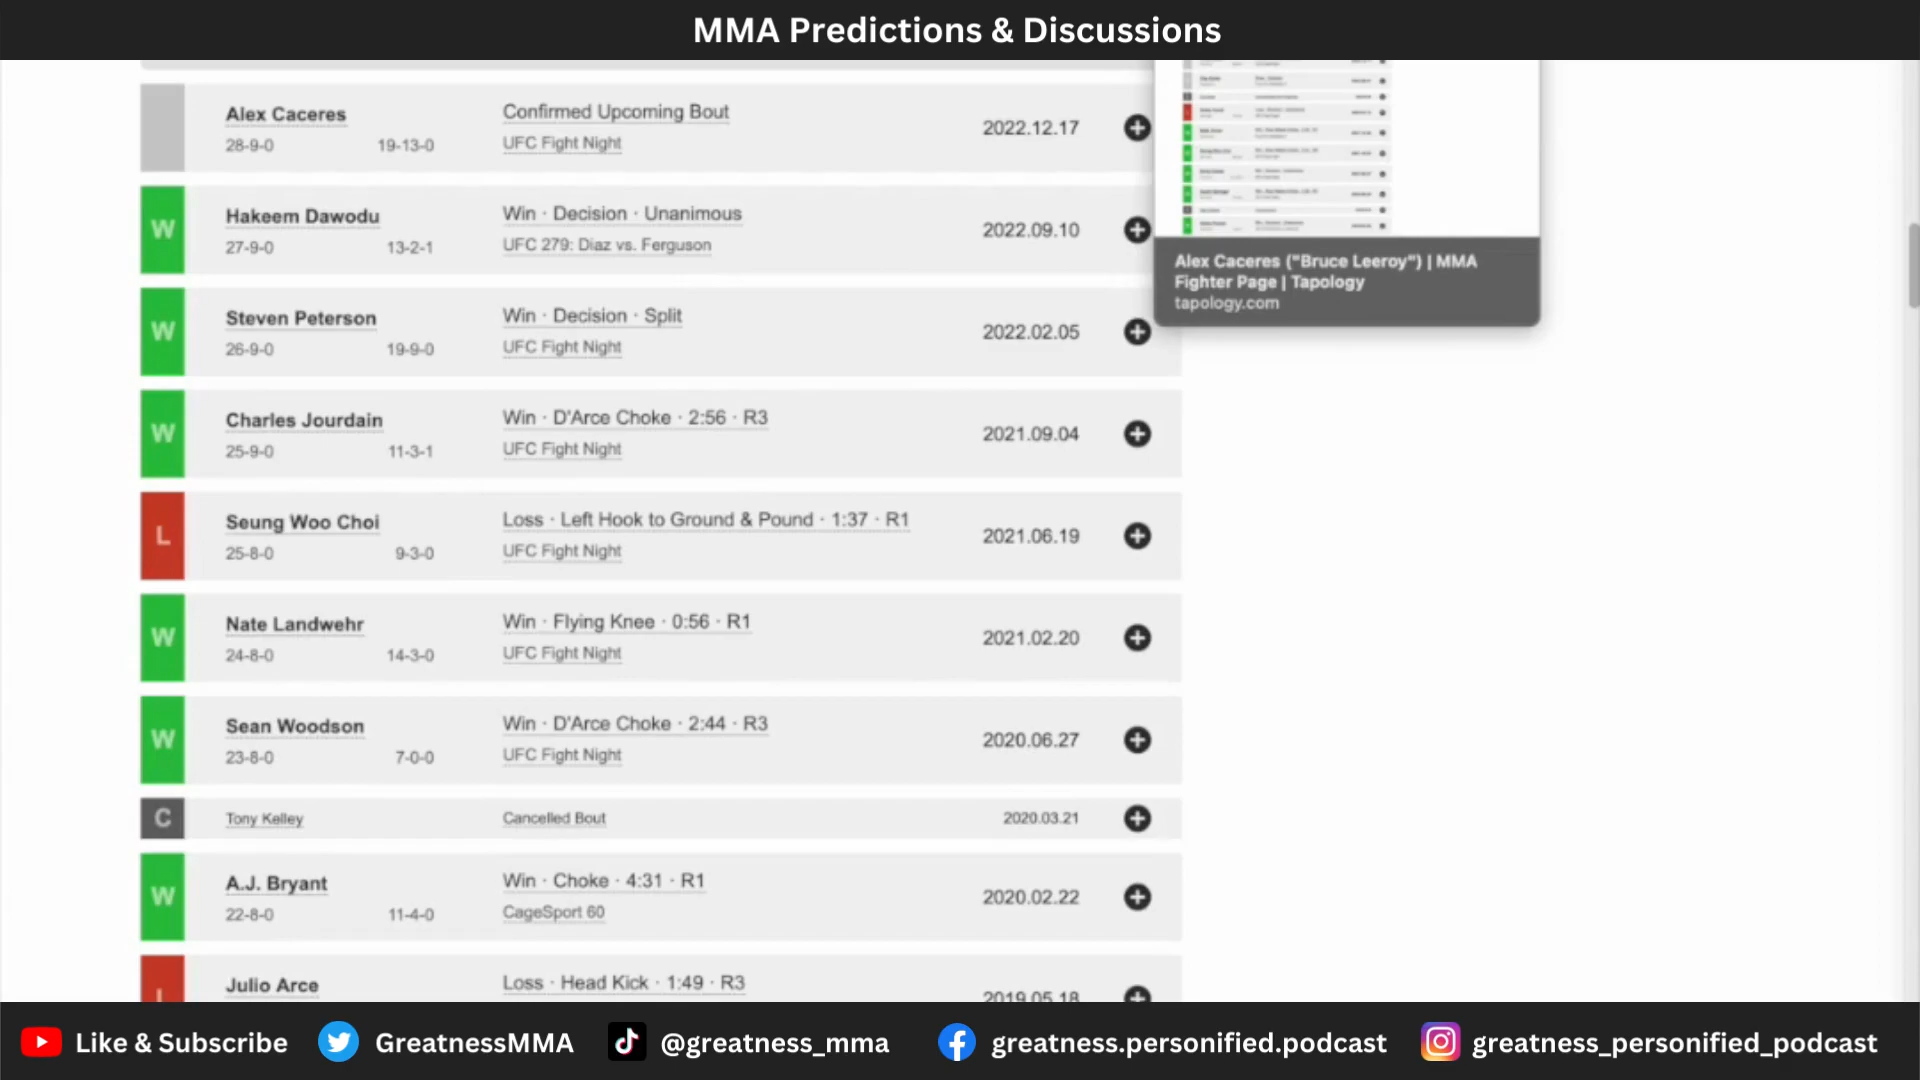 MMA Predictions & Discussions
Alex Caceres
Confirmed Upcoming Bout
28-9-0 19-13-0
UFC Fight Night
2022.12.17
W
Hakeem Dawodu
Win · Decision · Unanimous
27-9-0 13-2-1
UFC 279: Diaz vs. Ferguson
2022.09.10
Alex Caceres ("Bruce Leeroy") | MMA
Fighter Page | Tapology
tapology.com
W
Steven Peterson
Win · Decision · Split
26-9-0 19-9-0
UFC Fight Night
2022.02.05
W
Charles Jourdain
Win · D'Arce Choke · 2:56 · R3
25-9-0 11-3-1
UFC Fight Night
2021.09.04
L
Seung Woo Choi
Loss · Left Hook to Ground & Pound · 1:37 · R1
25-8-0 9-3-0
UFC Fight Night
2021.06.19
W
Nate Landwehr
Win · Flying Knee · 0:56 · R1
24-8-0 14-3-0
UFC Fight Night
2021.02.20
W
Sean Woodson
Win · D'Arce Choke · 2:44 · R3
23-8-0 7-0-0
UFC Fight Night
2020.06.27
C Tony Kelley Cancelled Bout 2020.03.21
W
A.J. Bryant
Win · Choke · 4:31 · R1
22-8-0 11-4-0
CageSport 60
2020.02.22
L
Julio Arce
Loss · Head Kick · 1:49 · R3
2019.05.18
Like & Subscribe GreatnessMMA @greatness_mma greatness.personified.podcast greatness_personified_podcast